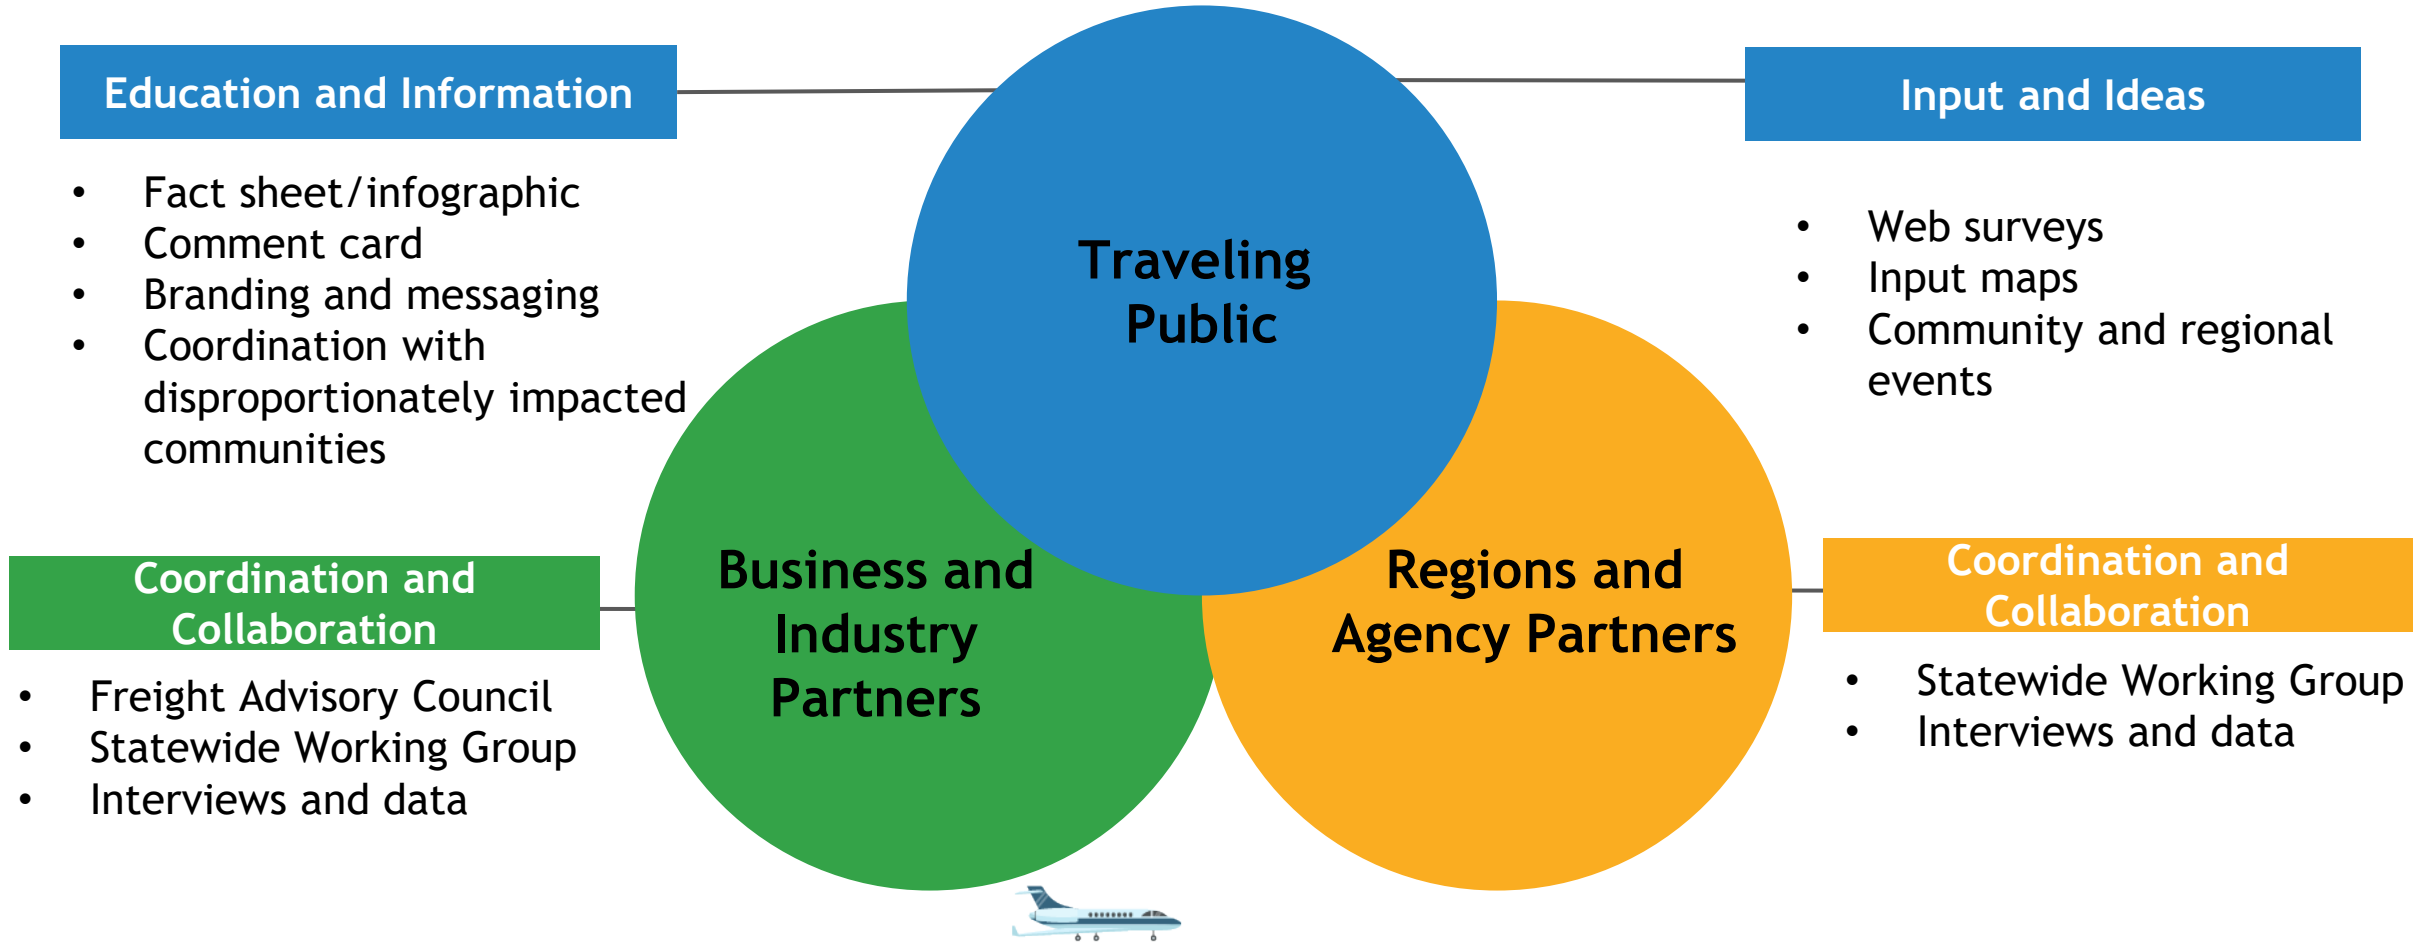 Education and Information
• Fact sheet/infographic
• Comment card
• Branding and messaging
• Coordination with
disproportionately impacted
communities
Traveling
Public
Input and Ideas
• Web surveys
• Input maps
• Community and regional
events
Coordination and
Collaboration
• Freight Advisory Council
• Statewide Working Group
• Interviews and data
Business and
Industry
Partners
Regions and
Agency Partners
Coordination and
Collaboration
• Statewide Working Group
• Interviews and data